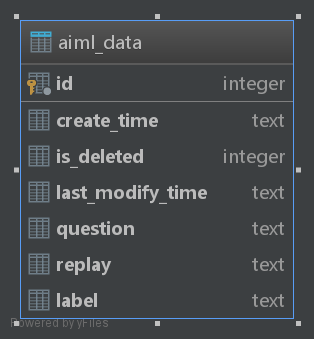 aiml_data
id integer
create_time text
is_deleted integer
last_modify_time text
question text
replay text
label text
Powered by yFiles